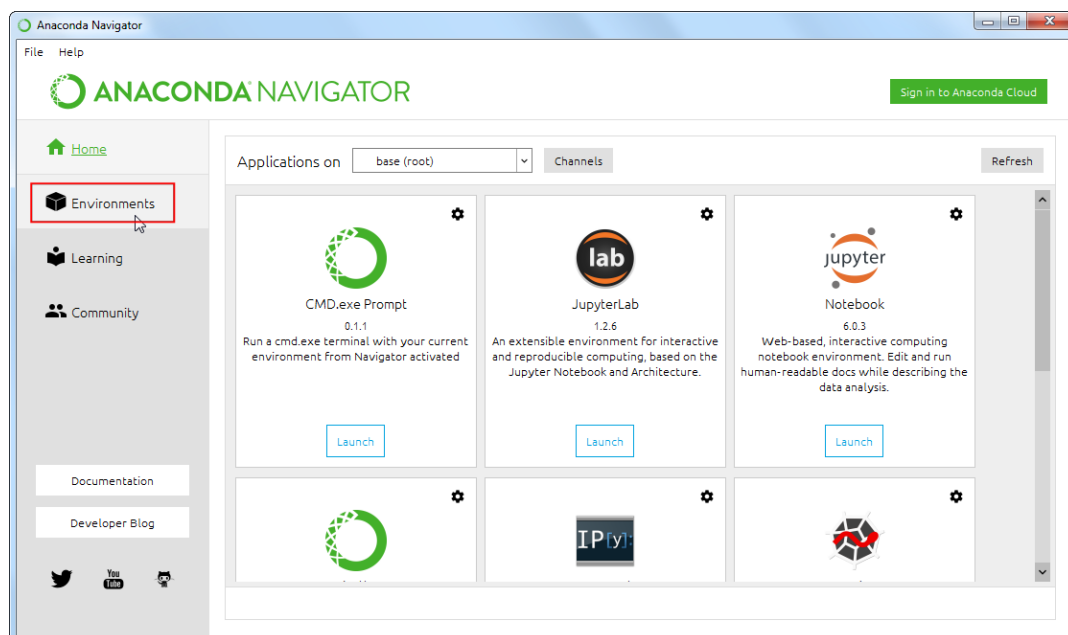 Anaconda Navigator
File Help
ANACONDA NAVIGATOR
Sign in to Anaconda Cloud
Home
Environments
Learning
Community
Documentation
Developer Blog
You
Tube
Applications on base (root) Channels Refresh
CMD.exe Prompt
0.1.1
Run a cmd.exe terminal with your current
environment from Navigator activated
Launch
lab
JupyterLab
1.2.6
An extensible environment for interactive
and reproducible computing, based on the
Jupyter Notebook and Architecture.
Launch
jupyter
Notebook
6.0.3
Web-based, interactive computing
notebook environment. Edit and run
human-readable docs while describing the
data analysis.
Launch
IP[y]: